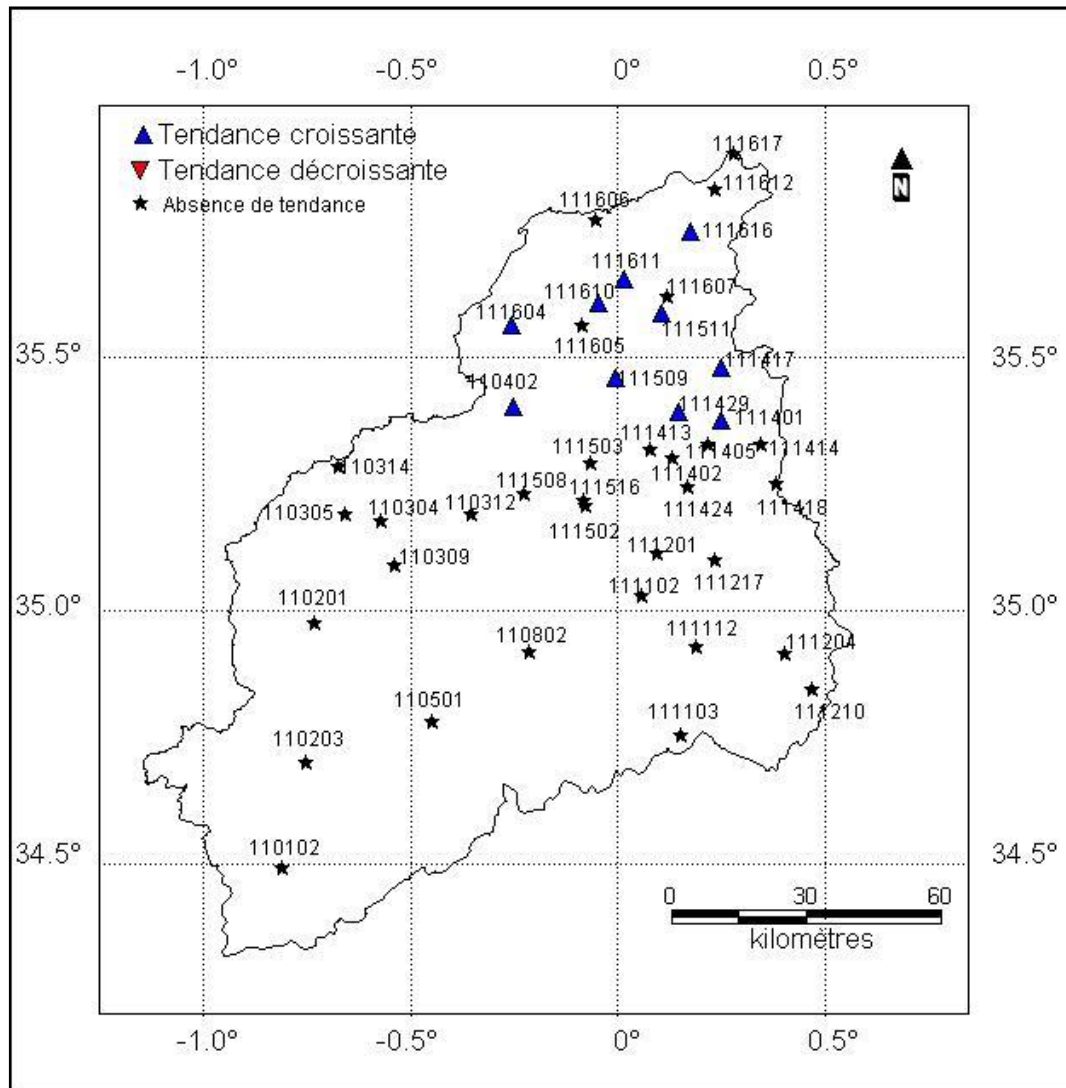 -1.0° -0.5° 0° 0.5°
Tendance croissante
Tendance décroissante
Absence de tendance
N
111617
111612
111606
111616
111611
111610 111607
111604
111511
111605
35.5° 35.5°
111417
111509
110402
111429
111401
111413
111503 111405 111414
110314
111508 111402
111516
110305 110304 110312 111424 111418
111502
110309 111201
111217
111102
35.0° 35.0°
110201
110802 111112 111204
110501 111103 111210
110203
110102
34.5° 34.5°
0 30 60
kilomètres
-1.0° -0.5° 0° 0.5°